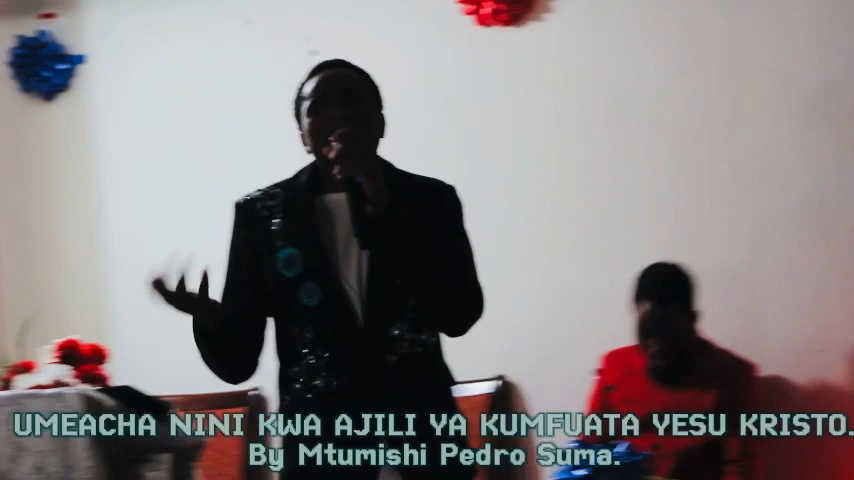 UMEACHA NINI KWA AJILI YA KUMFUATA YESU KRISTO.
By Mtumishi Pedro Suma.